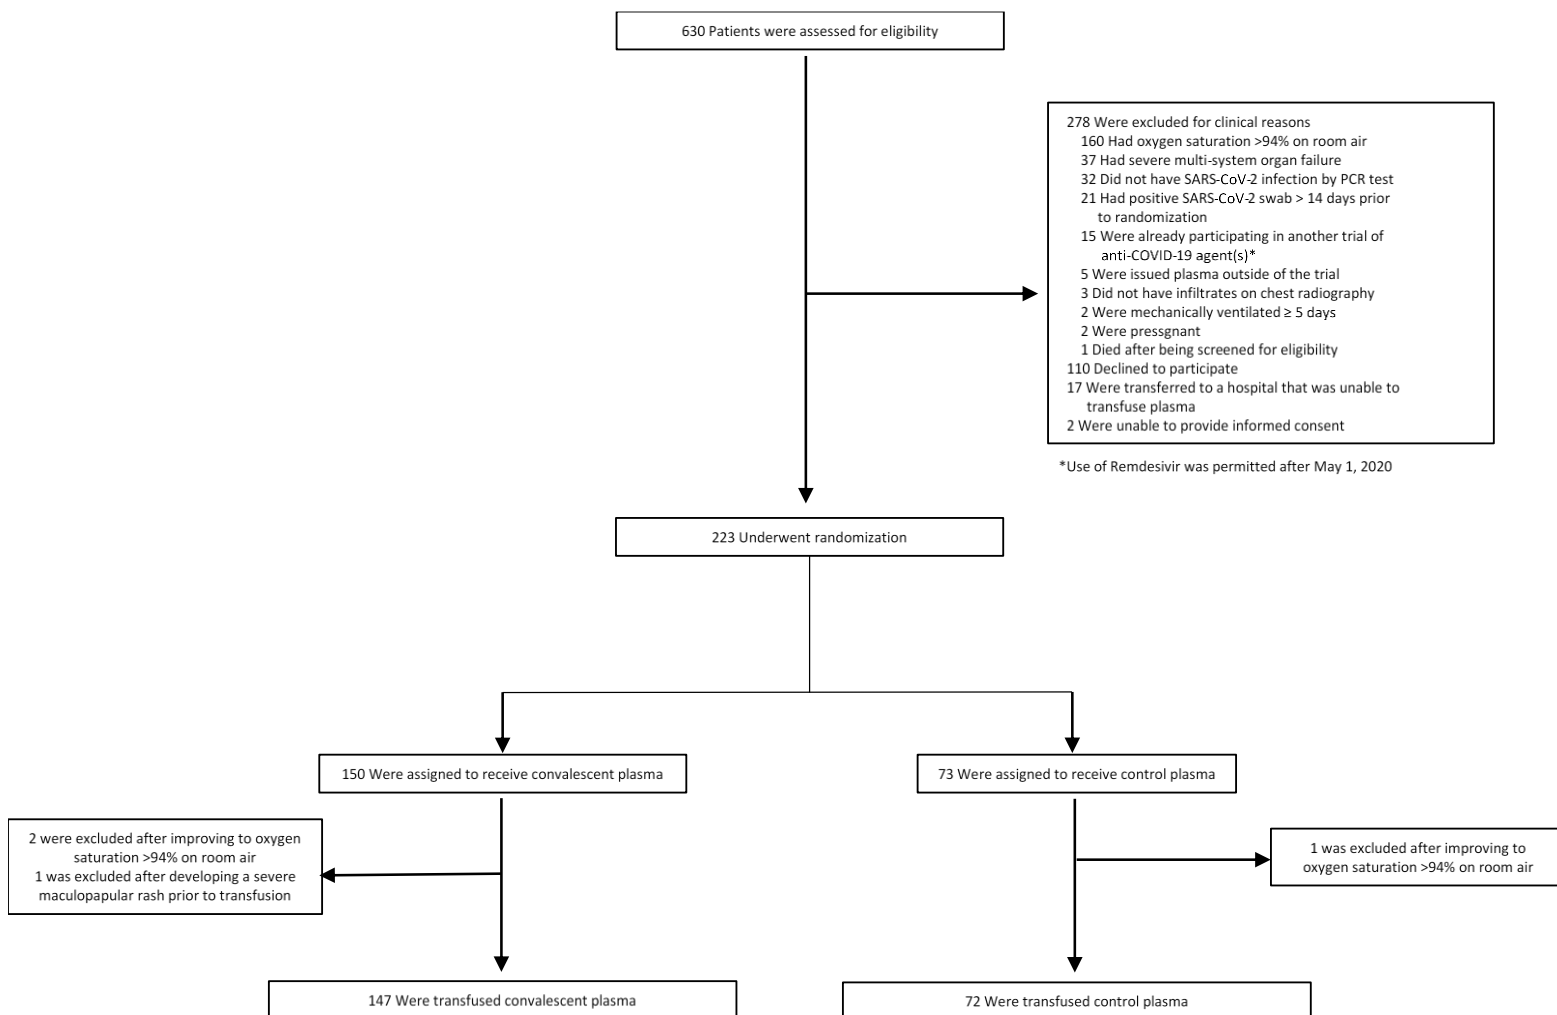 630 Patients were assessed for eligibility
278 Were excluded for clinical reasons
160 Had oxygen saturation >94% on room air
37 Had severe multi-system organ failure
32 Did not have SARS-CoV-2 infection by PCR test
21 Had positive SARS-CoV-2 swab > 14 days prior
to randomization
15 Were already participating in another trial of
anti-COVID-19 agent(s)*
5 Were issued plasma outside of the trial
3 Did not have infiltrates on chest radiography
2 Were mechanically ventilated ≥ 5 days
2 Were pressgnant
1 Died after being screened for eligibility
110 Declined to participate
17 Were transferred to a hospital that was unable to
transfuse plasma
2 Were unable to provide informed consent
*Use of Remdesivir was permitted after May 1, 2020
223 Underwent randomization
150 Were assigned to receive convalescent plasma
73 Were assigned to receive control plasma
2 were excluded after improving to oxygen
saturation >94% on room air
1 was excluded after developing a severe
maculopapular rash prior to transfusion
1 was excluded after improving to
oxygen saturation >94% on room air
147 Were transfused convalescent plasma
72 Were transfused control plasma